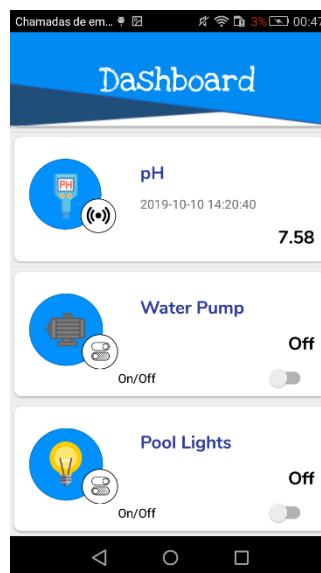 Chamadas de em... 3% 00:47
Dashboard
pH
PH
2019-10-10 14:20:40
7.58
Water Pump
Off
On/Off
Pool Lights
Off
On/Off